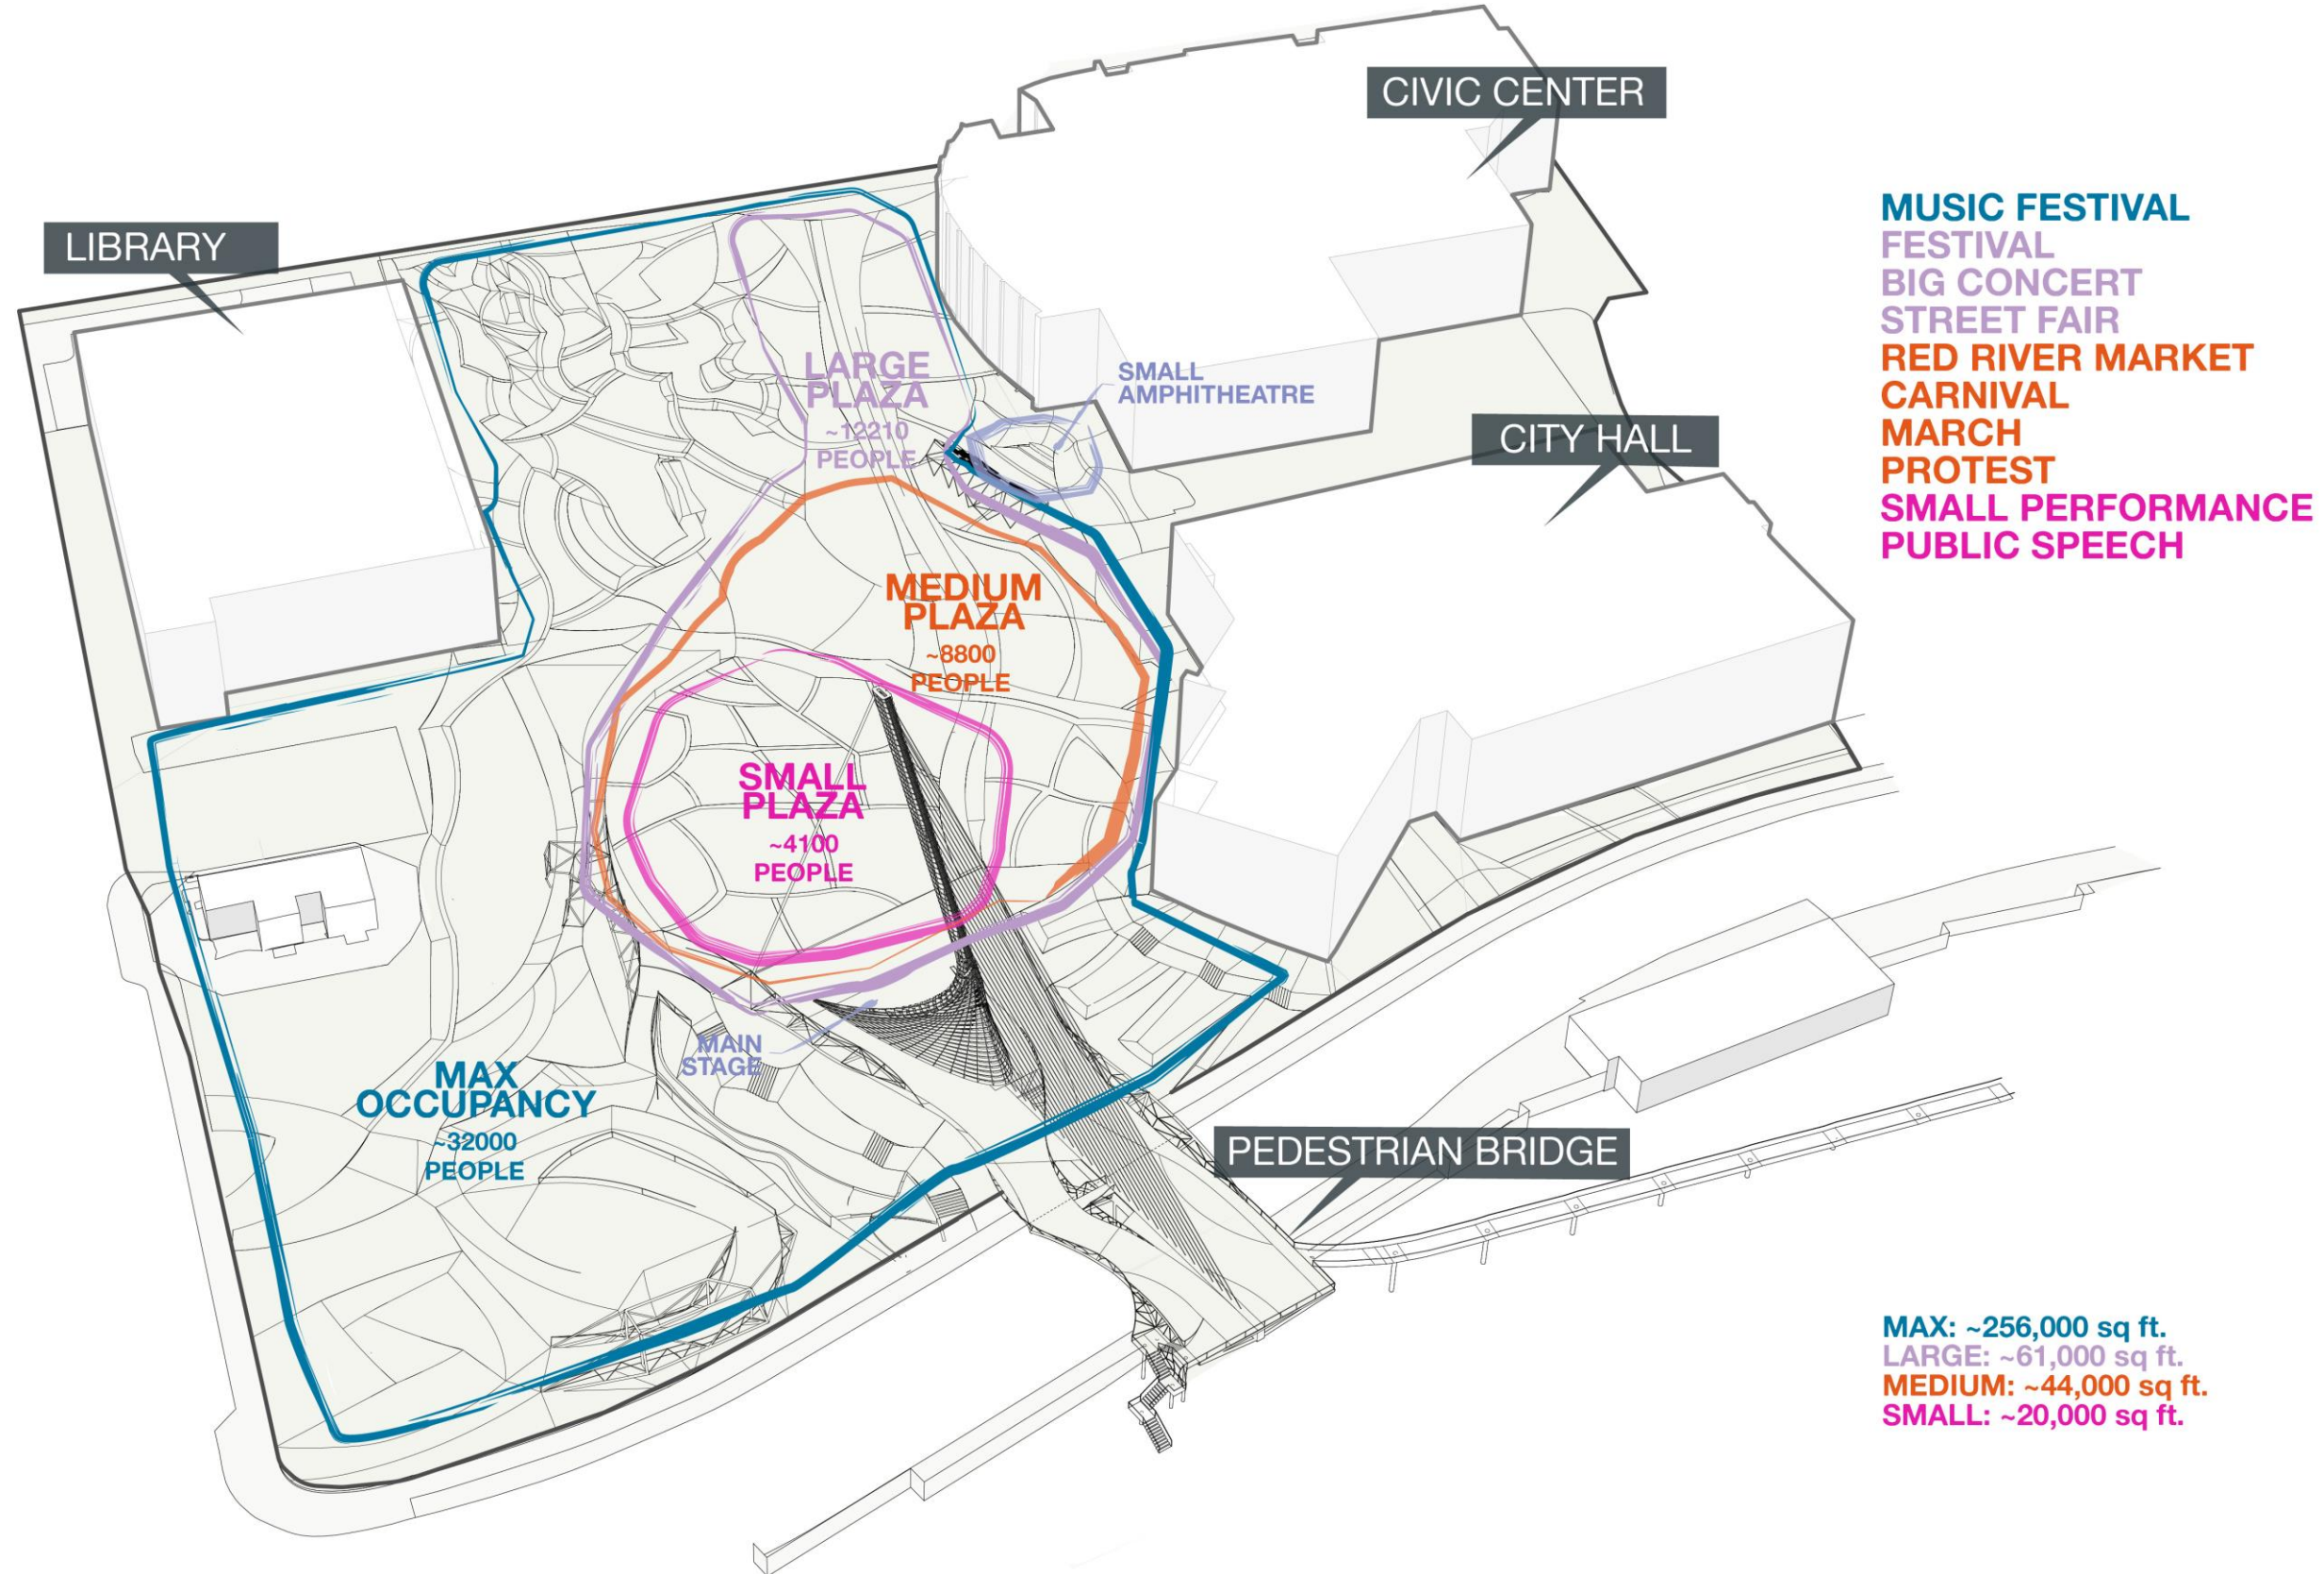 CIVIC CENTER
LIBRARY
MUSIC FESTIVAL
FESTIVAL
BIG CONCERT
STREET FAIR
RED RIVER MARKET
CARNIVAL
MARCH
PROTEST
SMALL PERFORMANCE
PUBLIC SPEECH
LARGE
PLAZA
~12210
PEOPLE
SMALL
AMPHITHEATRE
CITY HALL
MEDIUM
PLAZA
~8800
PEOPLE
SMALL
PLAZA
~4100
PEOPLE
MAIN
STAGE
MAX
OCCUPANCY
~32000
PEOPLE
PEDESTRIAN BRIDGE
MAX: ~256,000 sq ft.
LARGE: ~61,000 sq ft.
MEDIUM: ~44,000 sq ft.
SMALL: ~20,000 sq ft.